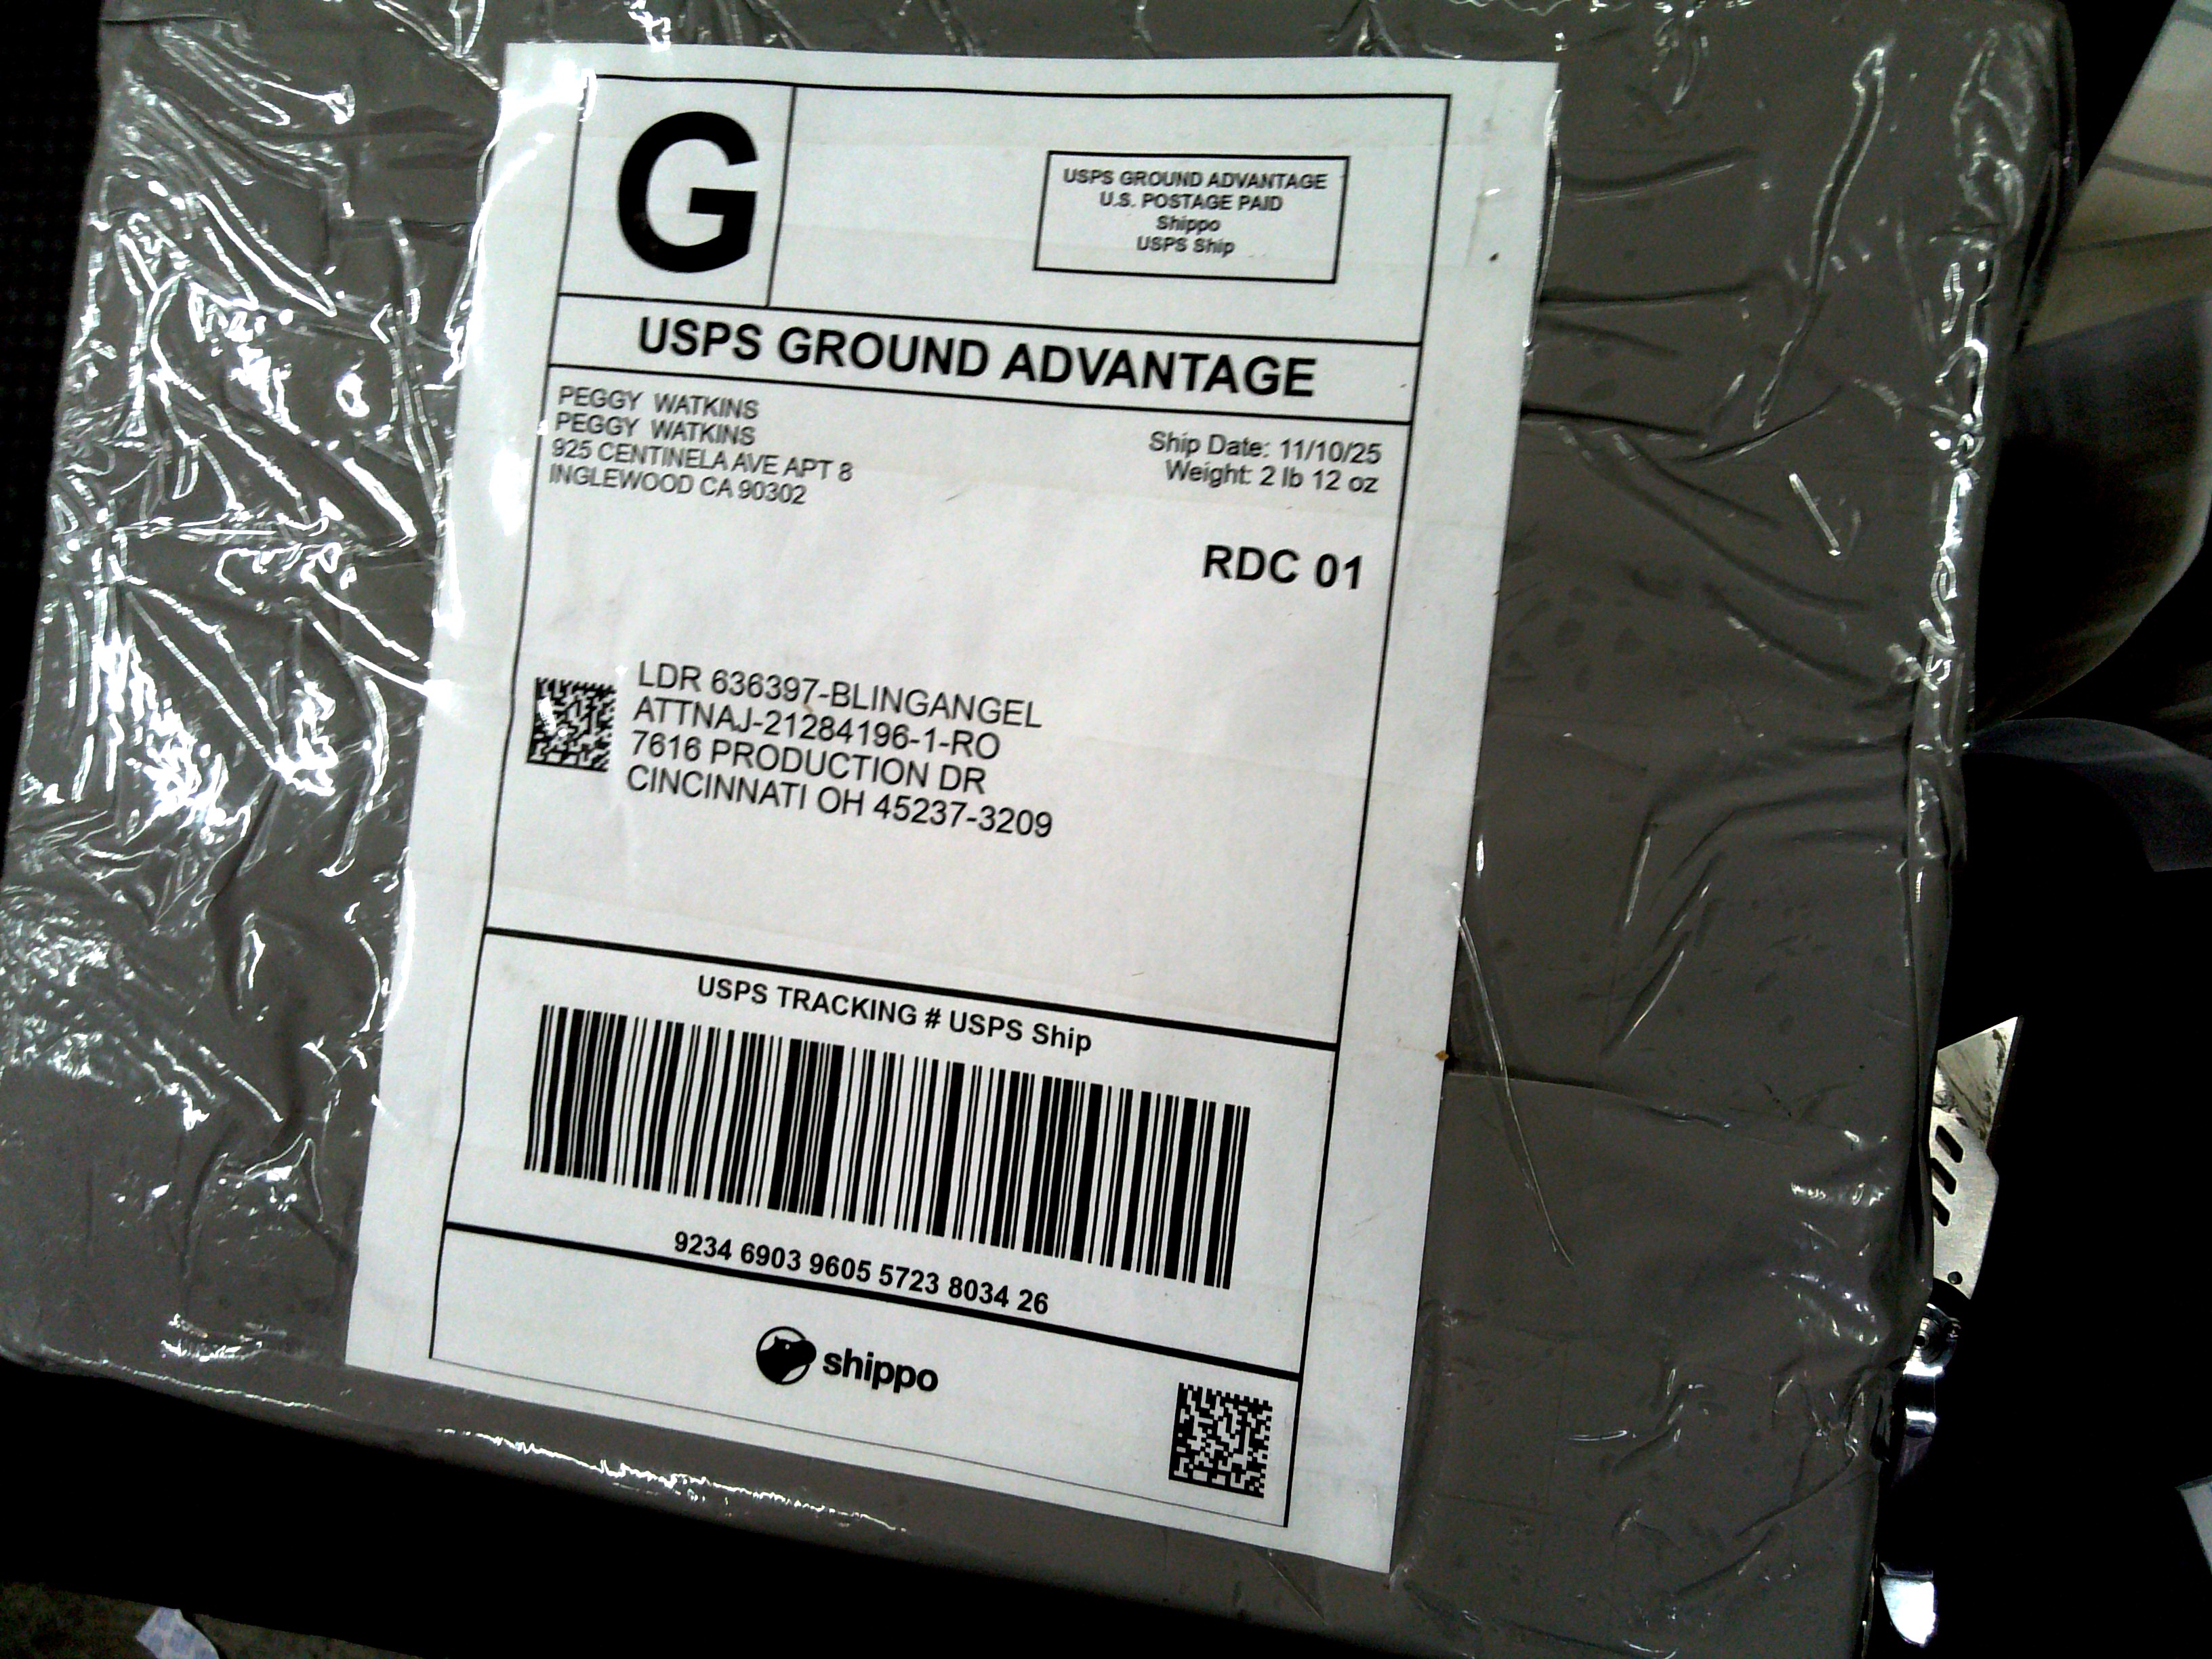 G
USPS GROUND ADVANTAGE
U.S. POSTAGE PAID
Shippo
USPS Ship
USPS GROUND ADVANTAGE
PEGGY WATKINS
PEGGY WATKINS
925 CENTINELA AVE APT 8
INGLEWOOD CA 90302
Ship Date: 11/10/25
Weight: 2 lb 12 oz
RDC 01
LDR 636397-BLINGANGEL
ATTNAJ-21284196-1-RO
7616 PRODUCTION DR
CINCINNATI OH 45237-3209
USPS TRACKING # USPS Ship
9234 6903 9605 5723 8034 26
shippo